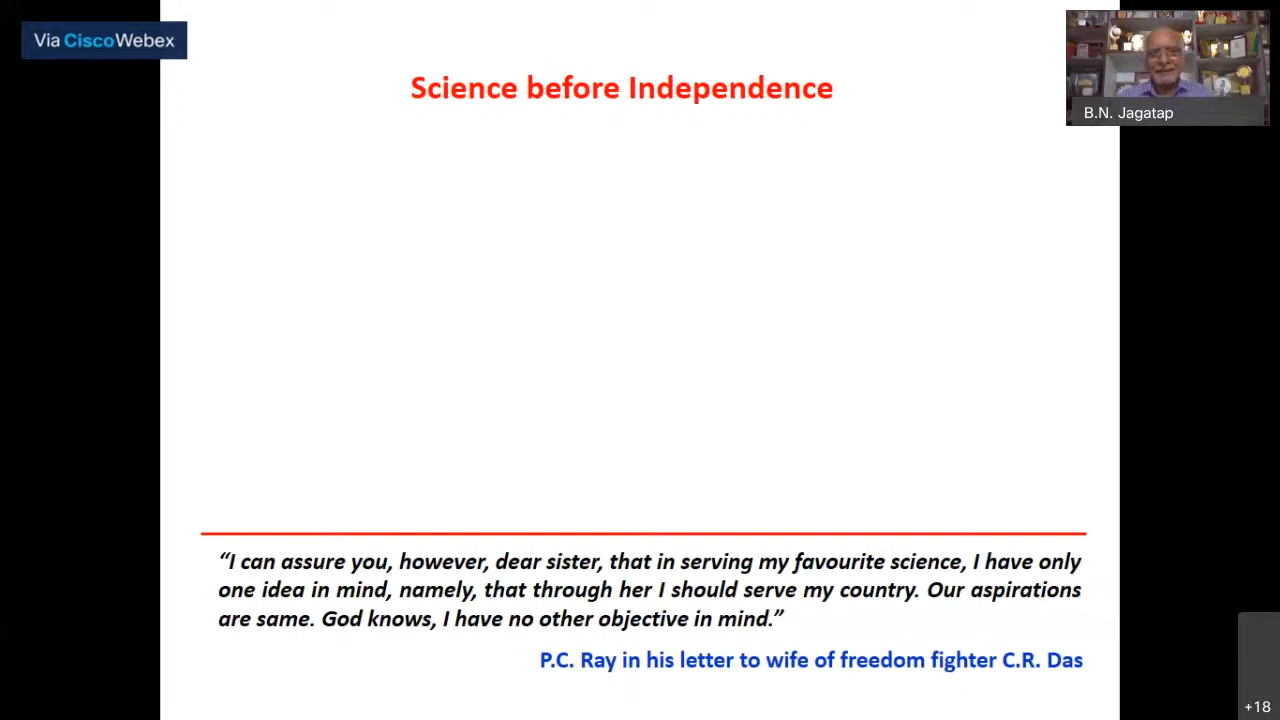 Via CiscoWebex
Science before Independence
B.N. Jagatap
“I can assure you, however, dear sister, that in serving my favourite science, I have only
one idea in mind, namely, that through her I should serve my country. Our aspirations
are same. God knows, I have no other objective in mind.”
P.C. Ray in his letter to wife of freedom fighter C.R. Das
+18